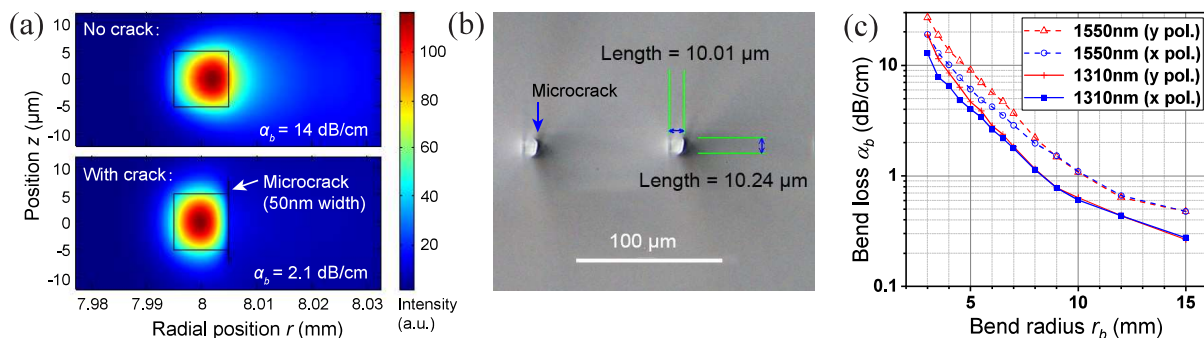 (a)
No crack:
α_b = 14 dB/cm
With crack:
Microcrack
(50nm width)
α_b = 2.1 dB/cm
10
5
0
-5
-10
10
5
0
-5
-10
Position z (μm)
7.98
7.99
8
8.01
8.02
8.03
Radial position r (mm)
100
80
60
40
20
Intensity
(a.u.)
(b)
Length = 10.01 μm
Microcrack
Length = 10.24 μm
100 μm
(c)
1550nm (y pol.)
1550nm (x pol.)
1310nm (y pol.)
1310nm (x pol.)
10
1
0.1
Bend loss α_b (dB/cm)
5
10
15
Bend radius r_b (mm)